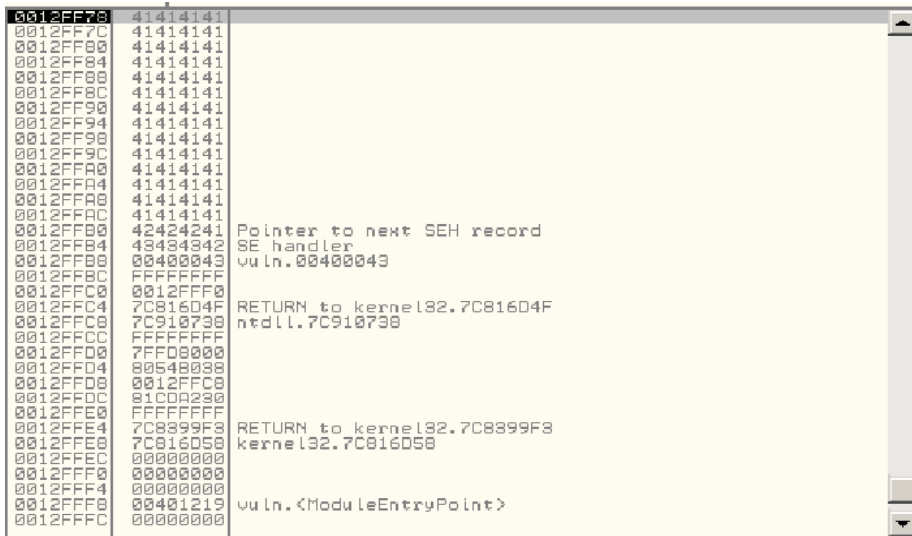 0012FF78 41414141
0012FF7C 41414141
0012FF80 41414141
0012FF84 41414141
0012FF88 41414141
0012FF8C 41414141
0012FF90 41414141
0012FF94 41414141
0012FF98 41414141
0012FF9C 41414141
0012FFA0 41414141
0012FFA4 41414141
0012FFA8 41414141
0012FFAC 41414141
0012FFB0 42424241 Pointer to next SEH record
0012FFB4 43434342 SE handler
0012FFB8 00400043 vuln.00400043
0012FFBC FFFFFFFF
0012FFC0 0012FFF0
0012FFC4 7C816D4F RETURN to kernel32.7C816D4F
0012FFC8 7C910738 ntdll.7C910738
0012FFCC FFFFFFFF
0012FFD0 7FFD8000
0012FFD4 8054B038
0012FFD8 0012FFC8
0012FFDC 81CDA230
0012FFE0 FFFFFFFF
0012FFE4 7C8399F3 RETURN to kernel32.7C8399F3
0012FFE8 7C816D58 kernel32.7C816D58
0012FFEC 00000000
0012FFF0 00000000
0012FFF4 00000000
0012FFF8 00401219 vuln.<ModuleEntryPoint>
0012FFFC 00000000